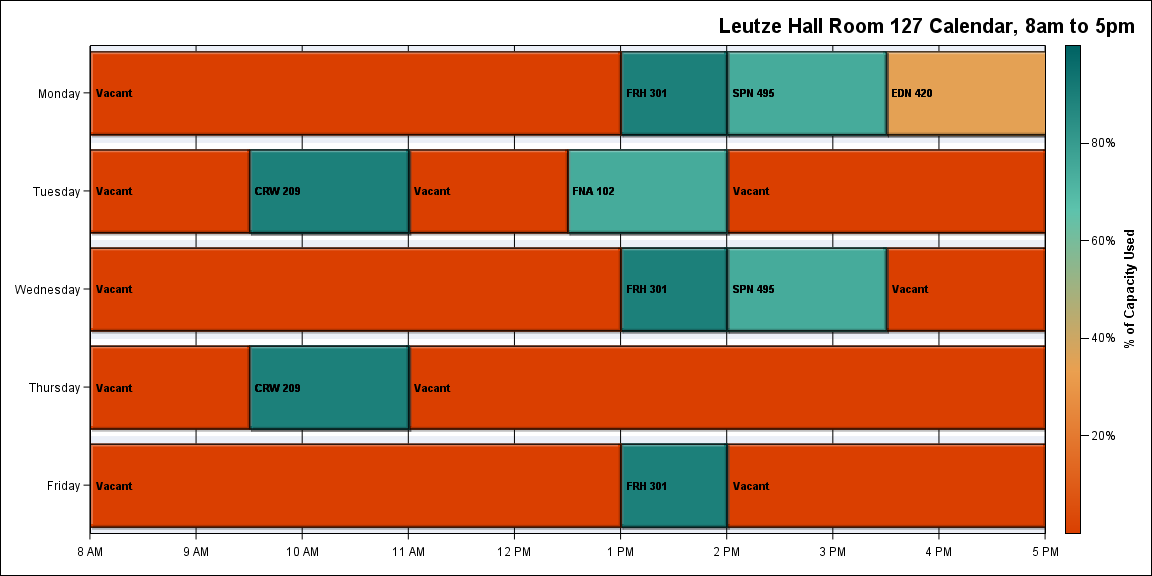 Leutze Hall Room 127 Calendar, 8am to 5pm
Monday
Vacant
FRH 301
SPN 495
EDN 420
Tuesday
Vacant
CRW 209
Vacant
FNA 102
Vacant
Wednesday
Vacant
FRH 301
SPN 495
Vacant
Thursday
Vacant
CRW 209
Vacant
Friday
Vacant
FRH 301
Vacant
8 AM
9 AM
10 AM
11 AM
12 PM
1 PM
2 PM
3 PM
4 PM
5 PM
80%
60%
40%
20%
% of Capacity Used